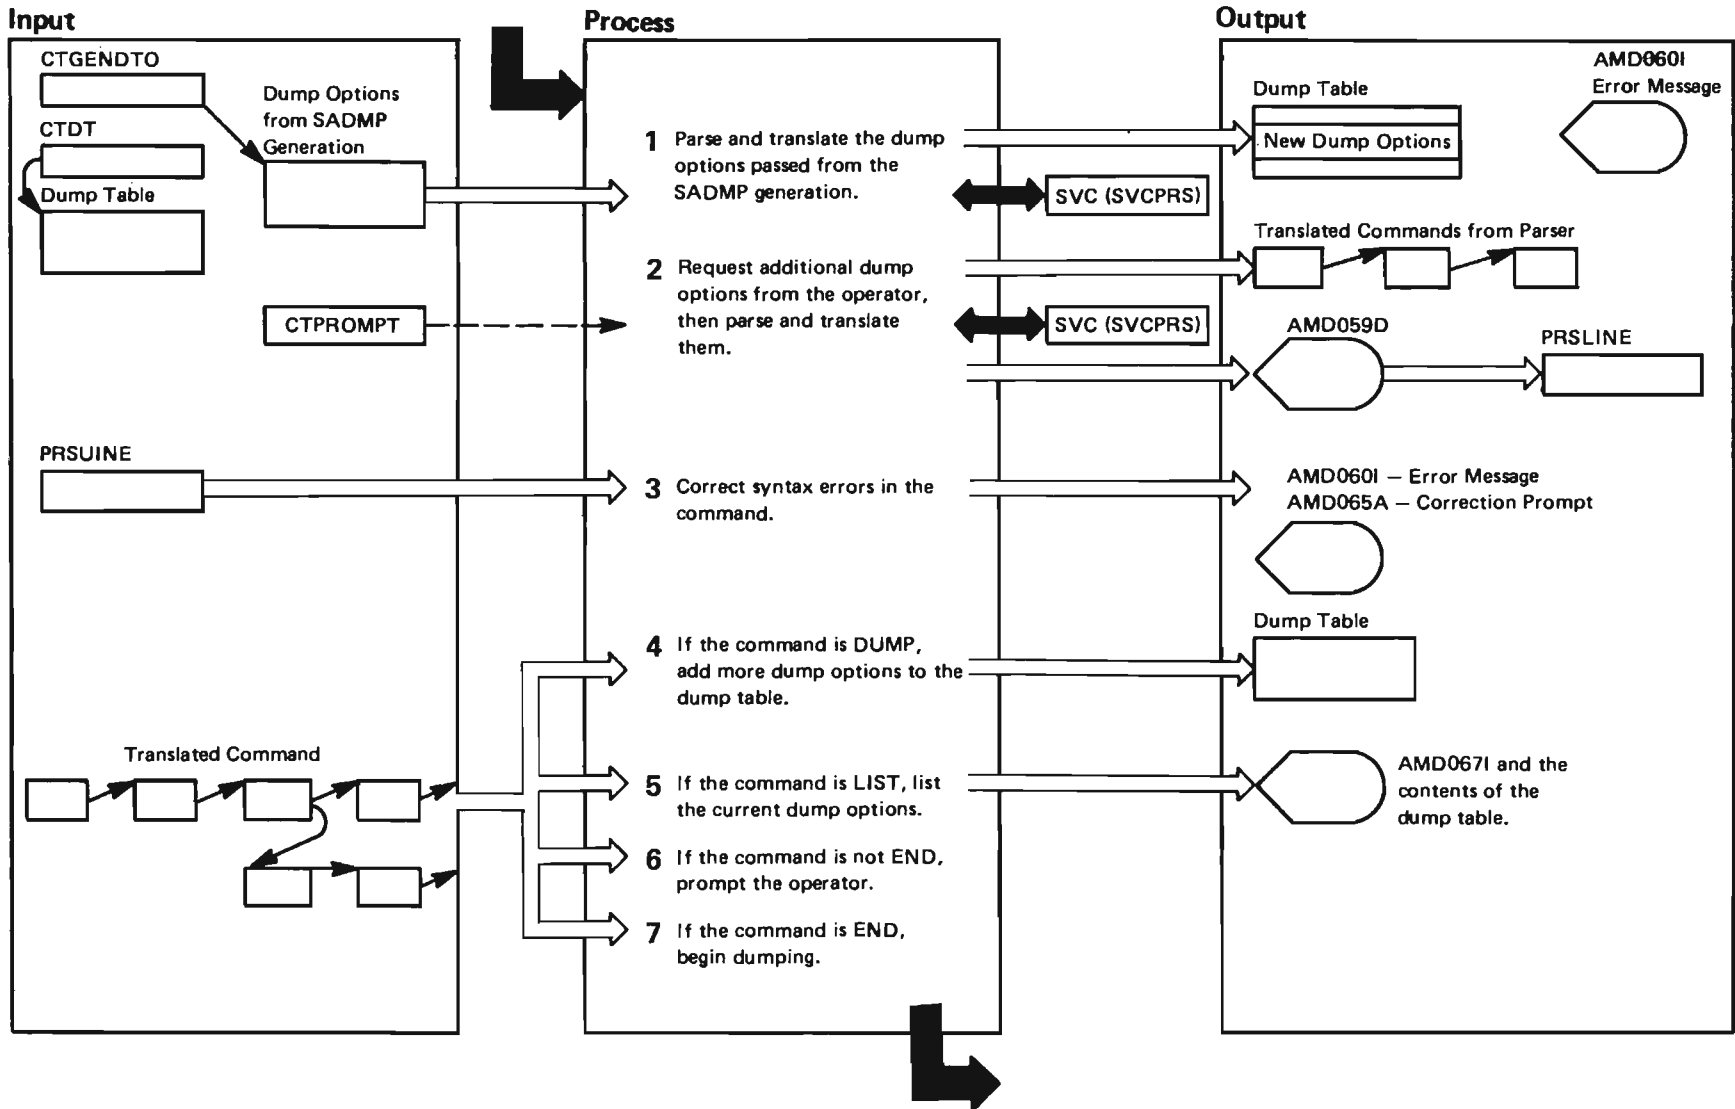 Input
CTGENDTO
CTDT
Dump Table
Dump Options
from SADMP
Generation
CTPROMPT
PRSUINE
Translated Command
Process
1 Parse and translate the dump
options passed from the
SADMP generation.
SVC (SVCPRS)
2 Request additional dump
options from the operator,
then parse and translate
them.
SVC (SVCPRS)
3 Correct syntax errors in the
command.
4 If the command is DUMP,
add more dump options to the
dump table.
5 If the command is LIST, list
the current dump options.
6 If the command is not END,
prompt the operator.
7 If the command is END,
begin dumping.
Output
Dump Table
New Dump Options
AMD060I
Error Message
Translated Commands from Parser
AMD059D
PRSLINE
AMD060I – Error Message
AMD065A – Correction Prompt
Dump Table
AMD067I and the
contents of the
dump table.